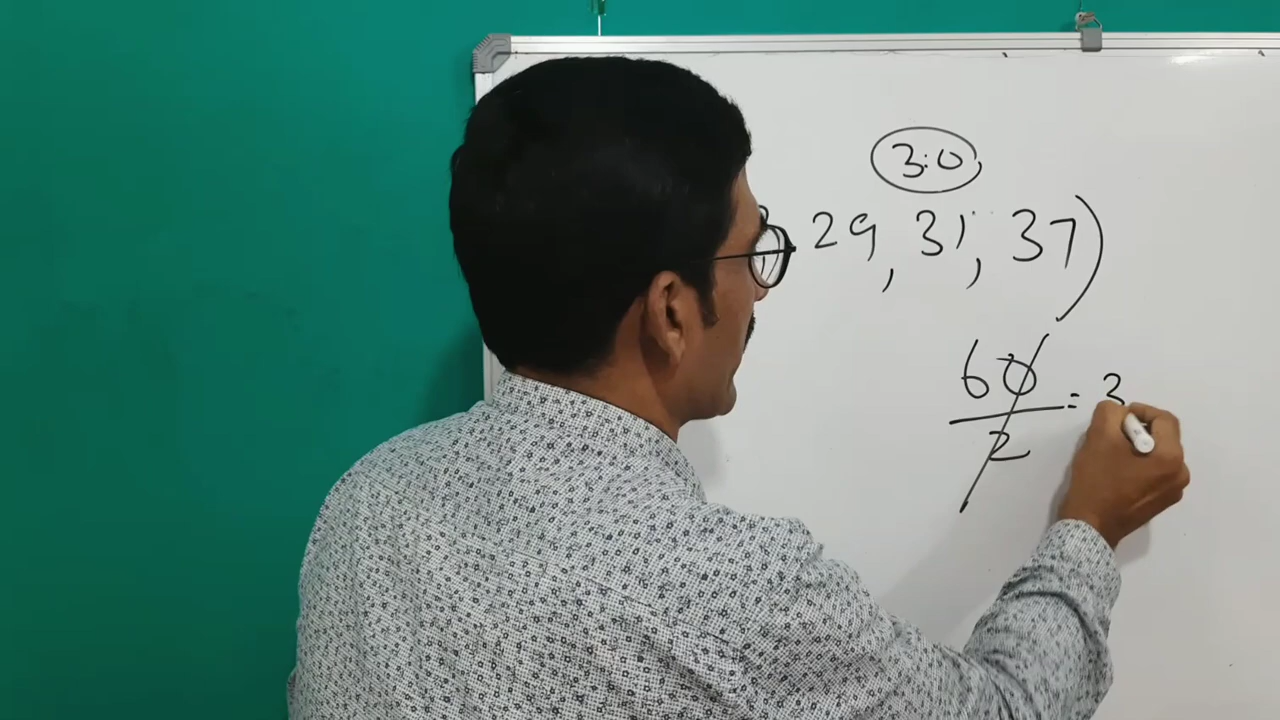 3:0
29, 31, 37)
60
2
= 3